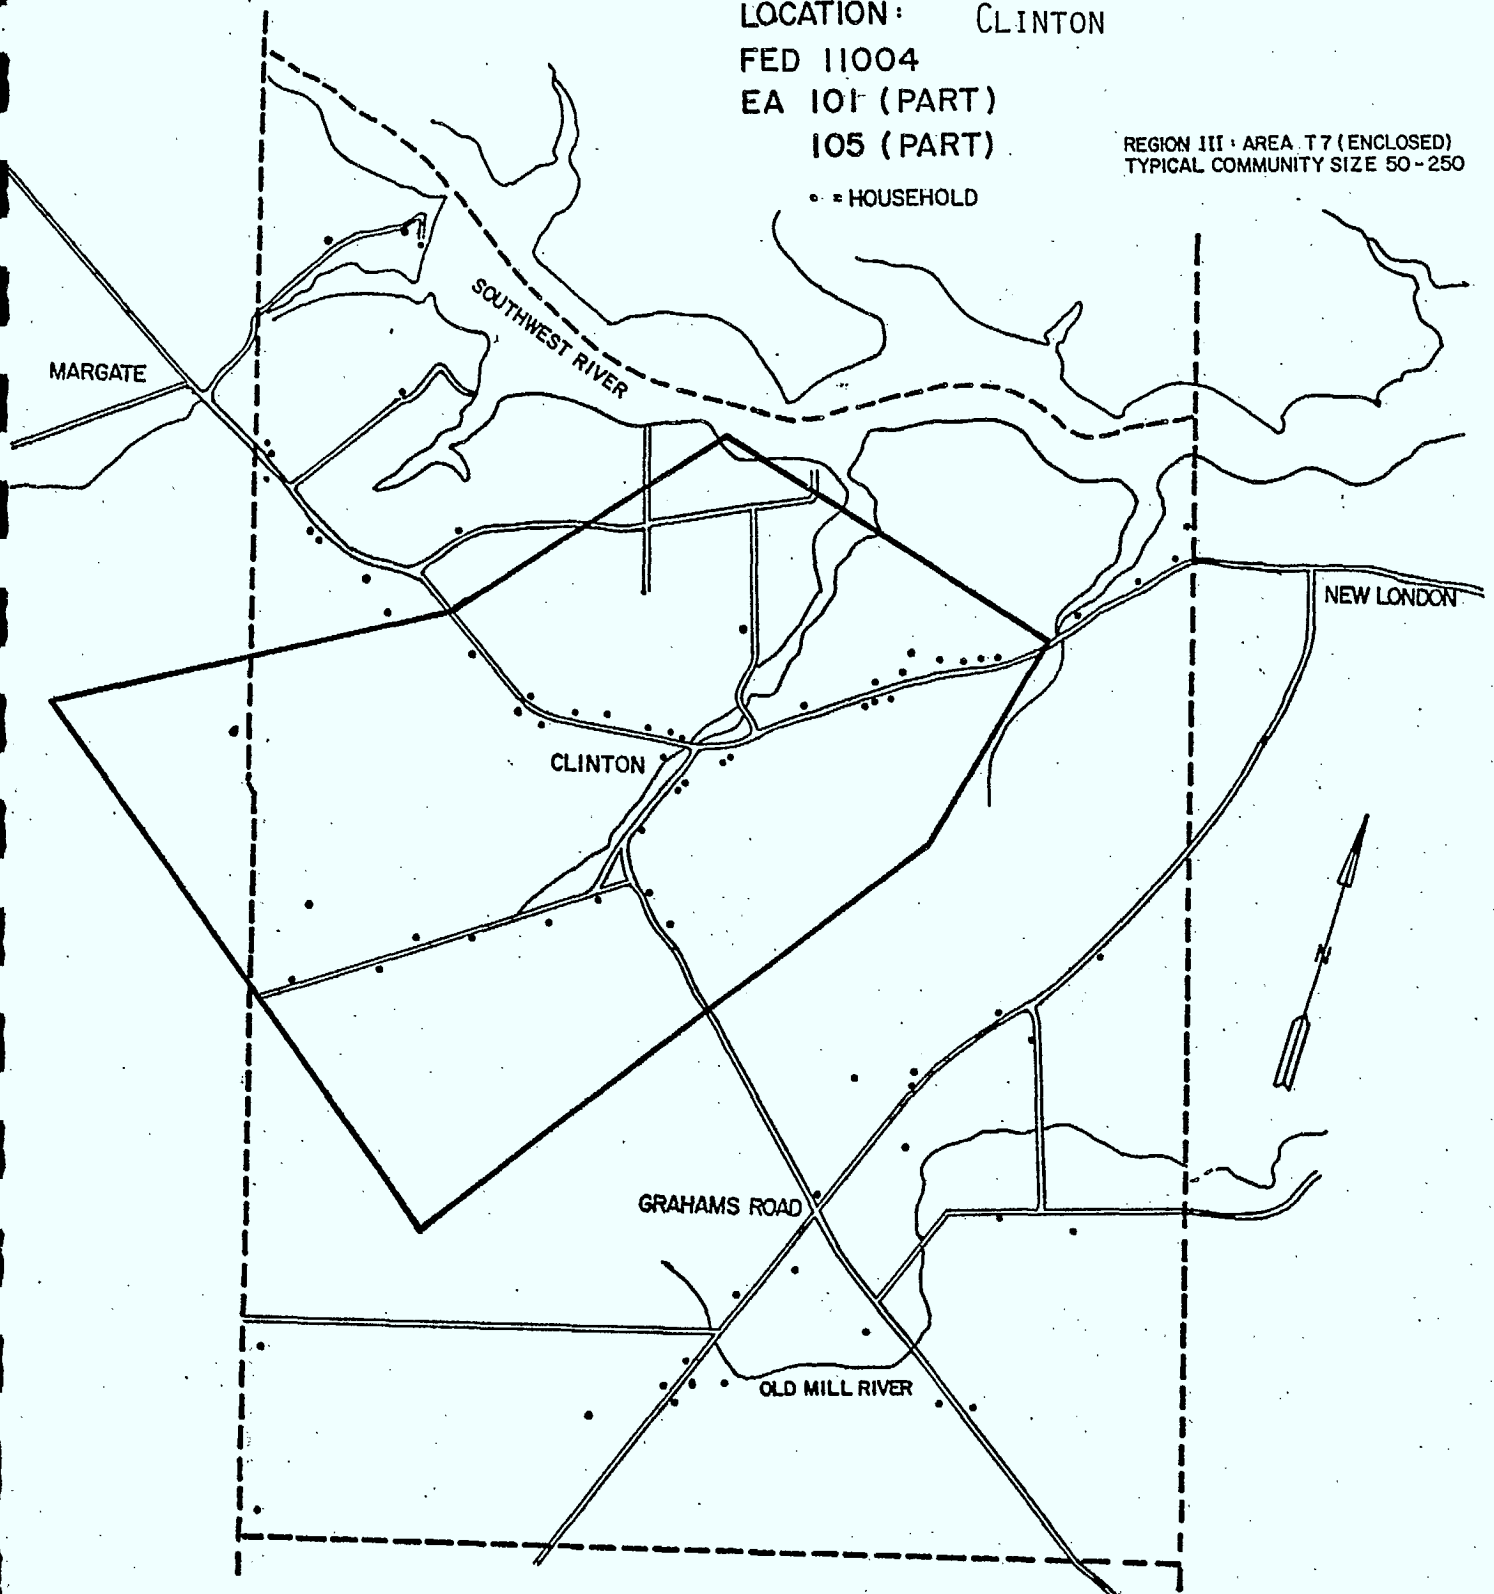 LOCATION: CLINTON
FED 11004
EA 101 (PART)
105 (PART)
REGION III: AREA T7 (ENCLOSED)
TYPICAL COMMUNITY SIZE 50-250
• = HOUSEHOLD
SOUTHWEST RIVER
MARGATE
NEW LONDON
CLINTON
N
GRAHAMS ROAD
OLD MILL RIVER